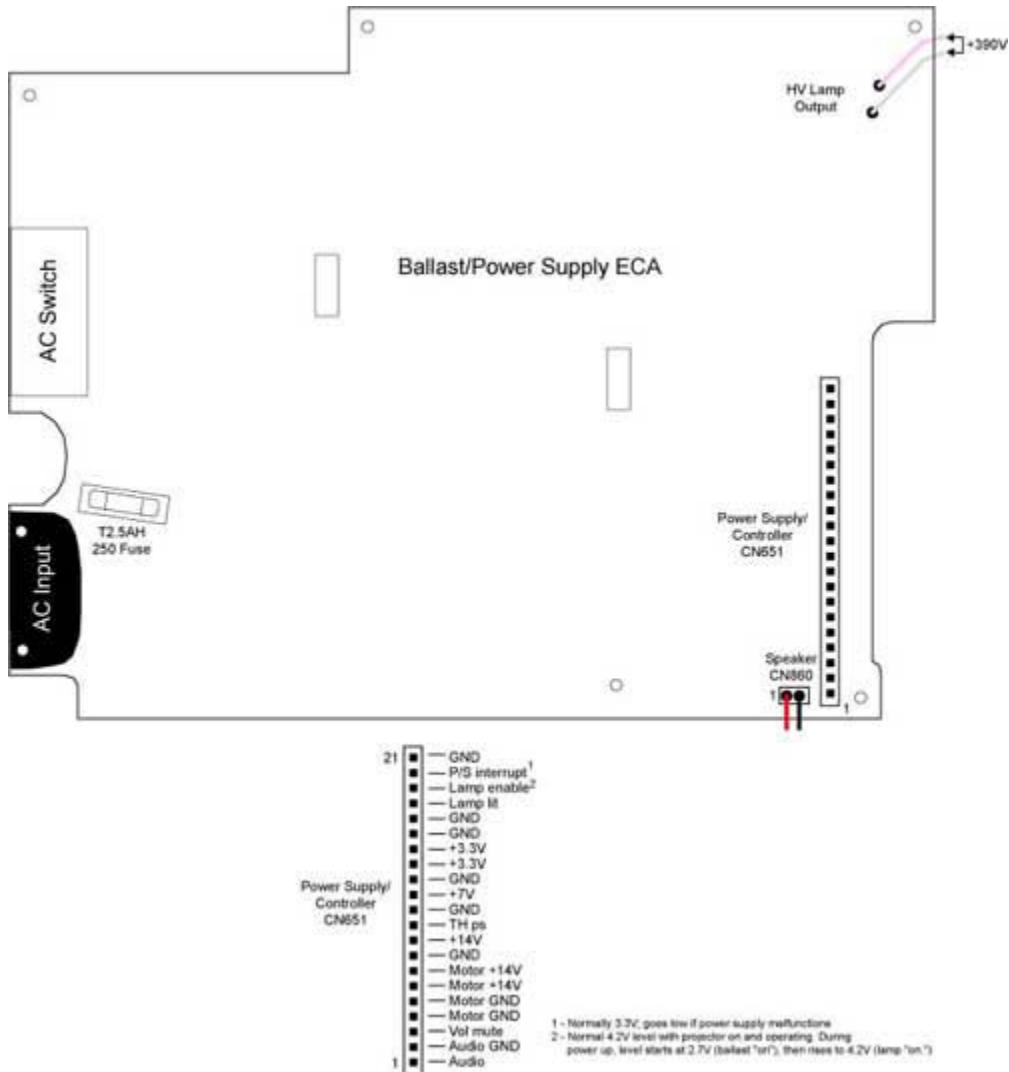 +390V
HV Lamp
Output
Ballast/Power Supply ECA
AC Switch
T2.5AH
250 Fuse
AC Input
Power Supply/
Controller
CN651
Speaker
CN860
1
1
21
GND
P/S interrupt1
Lamp enable2
Lamp lit
GND
GND
+3.3V
+3.3V
GND
+7V
GND
TH ps
+14V
GND
Motor +14V
Motor +14V
Motor GND
Motor GND
Vol mute
Audio GND
1
Audio
Power Supply/
Controller
CN651
1 - Normally 3.3V; goes low if power supply malfunctions
2 - Normal 4.2V level with projector on and operating. During
power up, level starts at 2.7V (ballast "on"), then rises to 4.2V (lamp "on.")